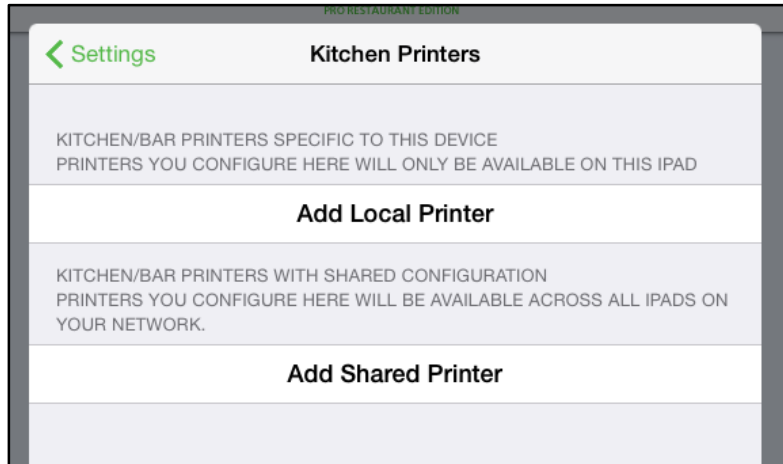 PRO RESTAURANT EDITION
Settings
Kitchen Printers
KITCHEN/BAR PRINTERS SPECIFIC TO THIS DEVICE
PRINTERS YOU CONFIGURE HERE WILL ONLY BE AVAILABLE ON THIS IPAD
Add Local Printer
KITCHEN/BAR PRINTERS WITH SHARED CONFIGURATION
PRINTERS YOU CONFIGURE HERE WILL BE AVAILABLE ACROSS ALL IPADS ON
YOUR NETWORK.
Add Shared Printer